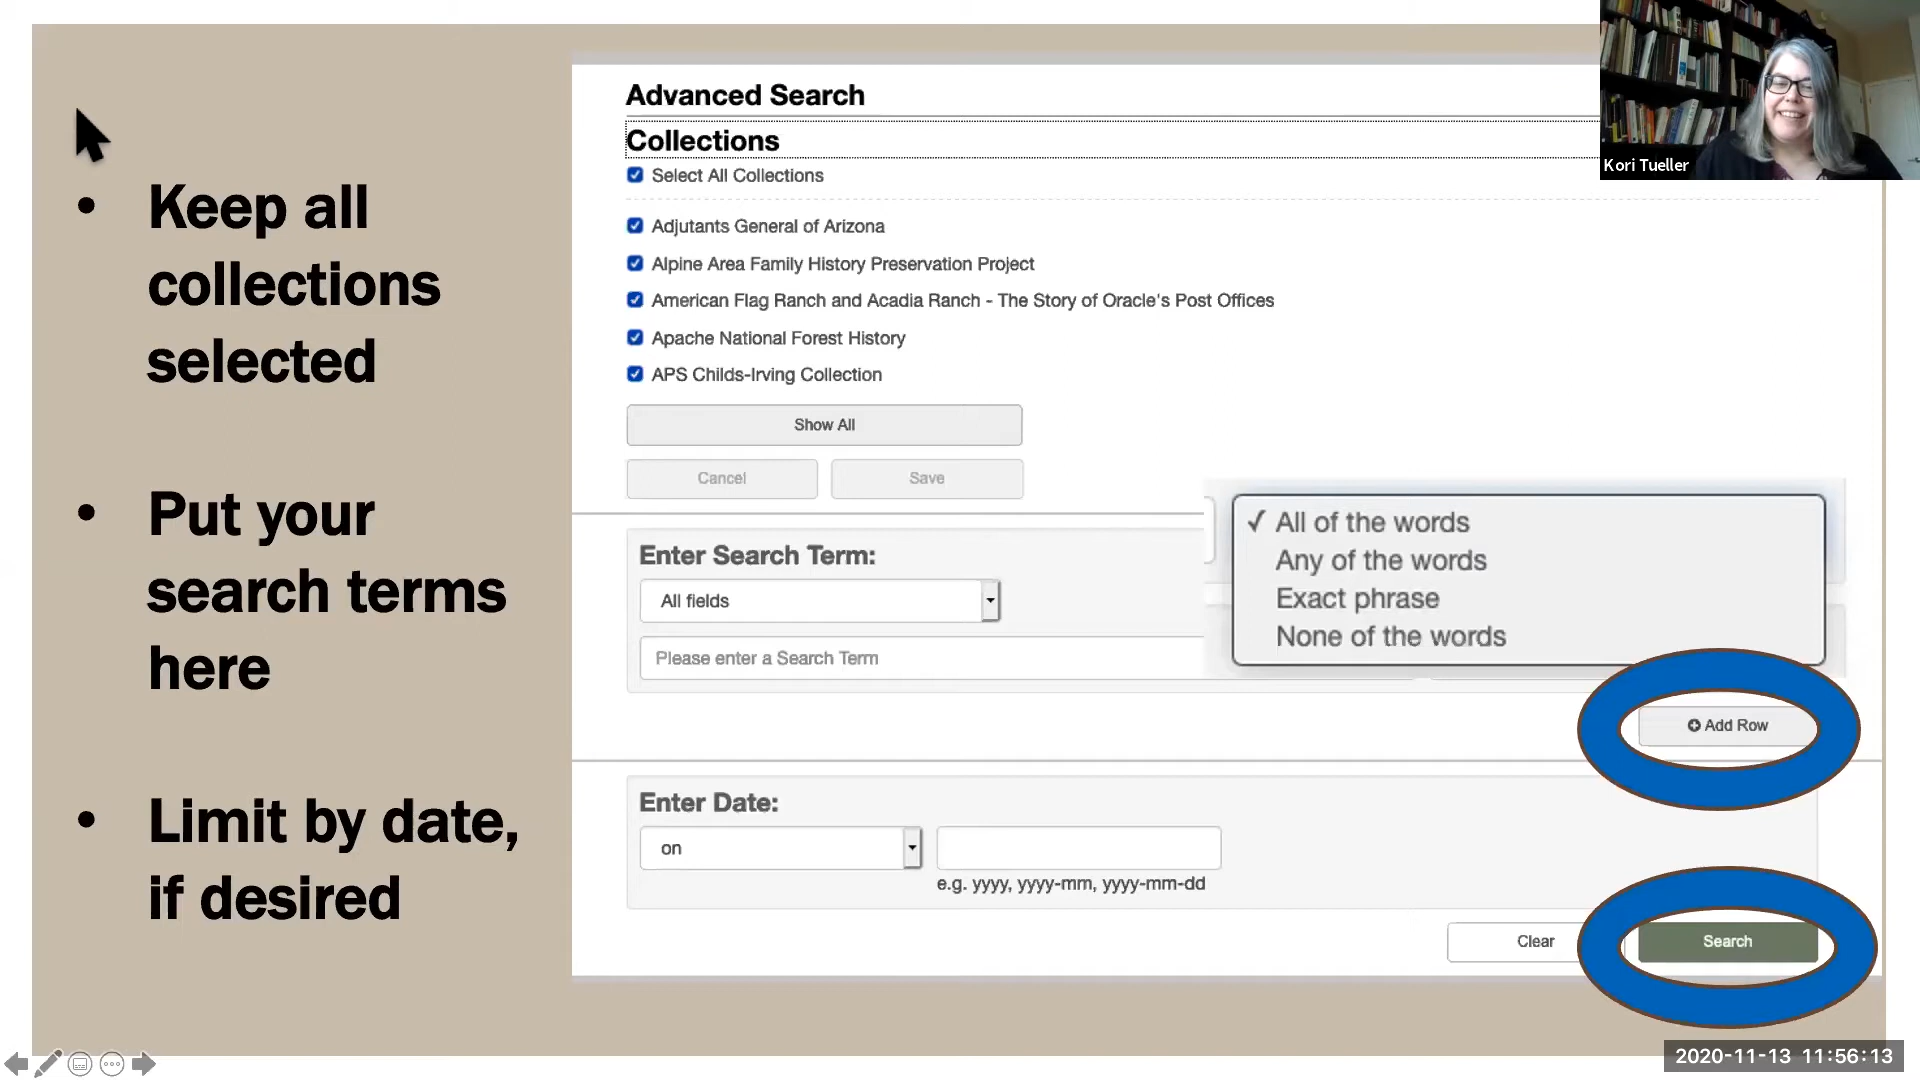 Keep all
collections
selected
Put your
search terms
here
Limit by date,
if desired
Advanced Search
Collections
Select All Collections
Adjutants General of Arizona
Alpine Area Family History Preservation Project
American Flag Ranch and Acadia Ranch - The Story of Oracle's Post Offices
Apache National Forest History
APS Childs-Irving Collection
Show All
Cancel Save
Enter Search Term:
All fields
Please enter a Search Term
All of the words
Any of the words
Exact phrase
None of the words
Add Row
Enter Date:
on
e.g. yyyy, yyyy-mm, yyyy-mm-dd
Clear Search
Kori Tueller
2020-11-13 11:56:13